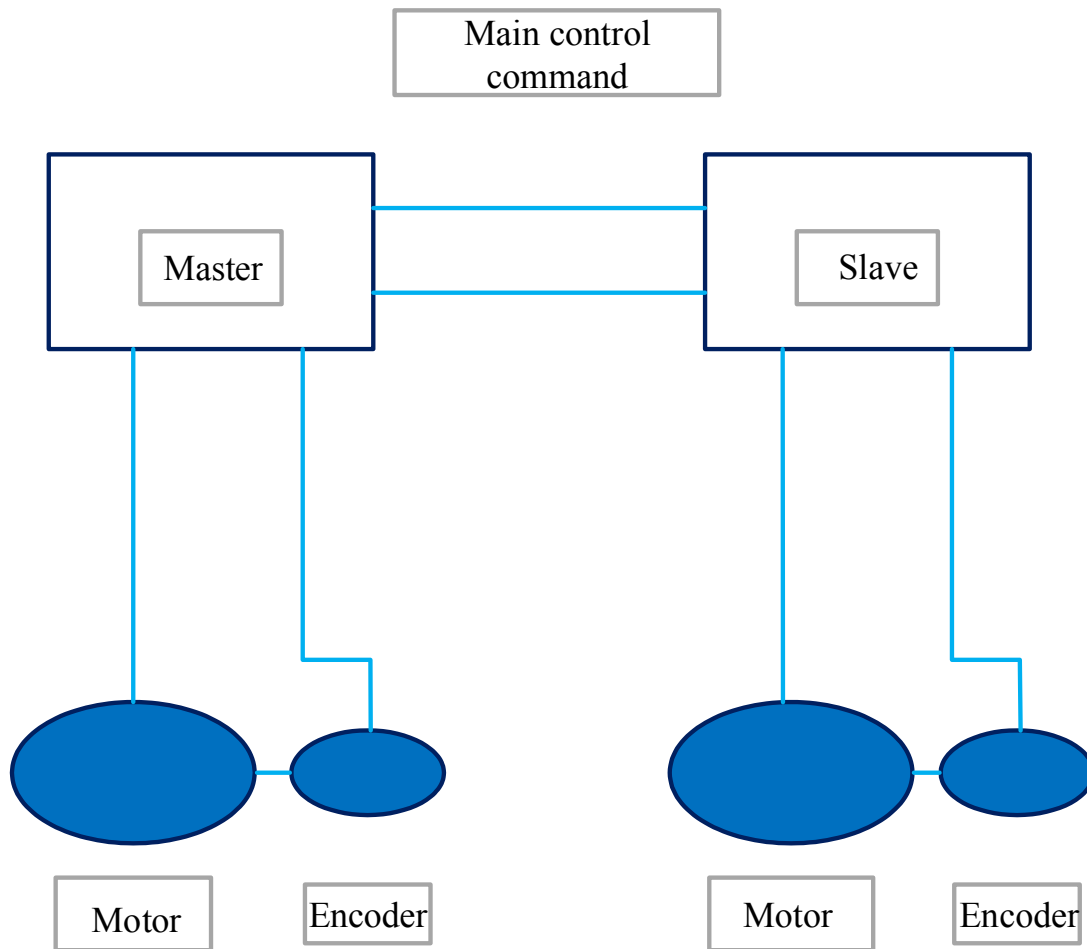 Main control
command
Master
Slave
Motor
Encoder
Motor
Encoder